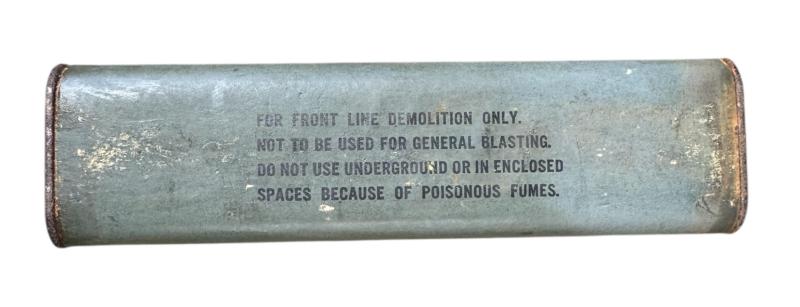 FOR FRONT LINE DEMOLITION ONLY.
NOT TO BE USED FOR GENERAL BLASTING.
DO NOT USE UNDERGROUND OR IN ENCLOSED
SPACES BECAUSE OF POISONOUS FUMES.